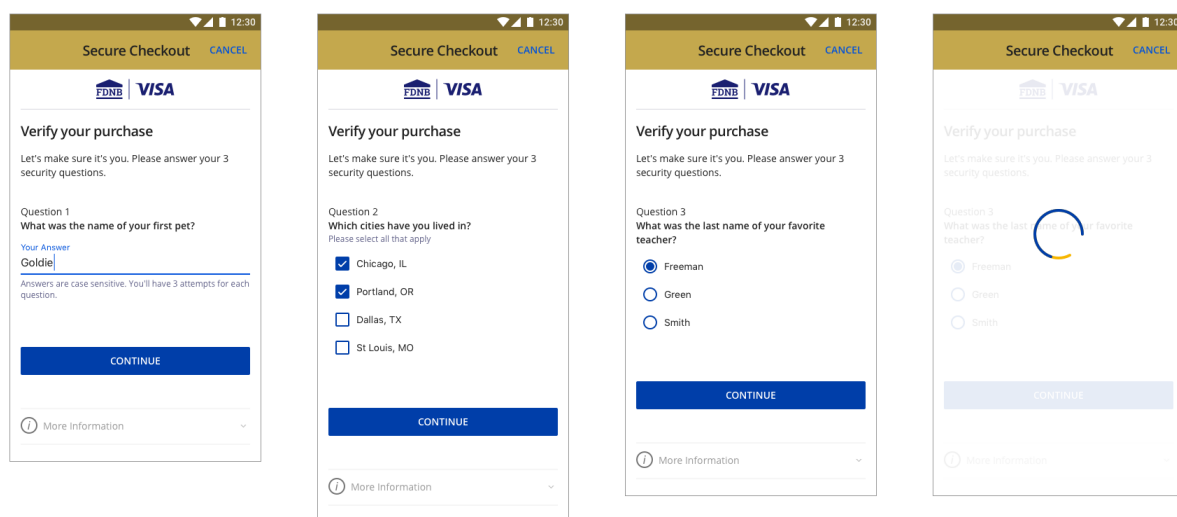 12:30
Secure Checkout CANCEL
FDNB VISA
Verify your purchase
Let's make sure it's you. Please answer your 3
security questions.
Question 1
What was the name of your first pet?
Your Answer
Goldie
Answers are case sensitive. You'll have 3 attempts for each
question.
CONTINUE
i More Information
12:30
Secure Checkout CANCEL
FDNB VISA
Verify your purchase
Let's make sure it's you. Please answer your 3
security questions.
Question 2
Which cities have you lived in?
Please select all that apply
Chicago, IL
Portland, OR
Dallas, TX
St Louis, MO
CONTINUE
i More Information
12:30
Secure Checkout CANCEL
FDNB VISA
Verify your purchase
Let's make sure it's you. Please answer your 3
security questions.
Question 3
What was the last name of your favorite
teacher?
Freeman
Green
Smith
CONTINUE
i More Information
12:30
Secure Checkout CANCEL
FDNB VISA
Verify your purchase
Let's make sure it's you. Please answer your 3
security questions.
Question 3
What was the last name of your favorite
teacher?
Freeman
Green
Smith
CONTINUE
i More Information